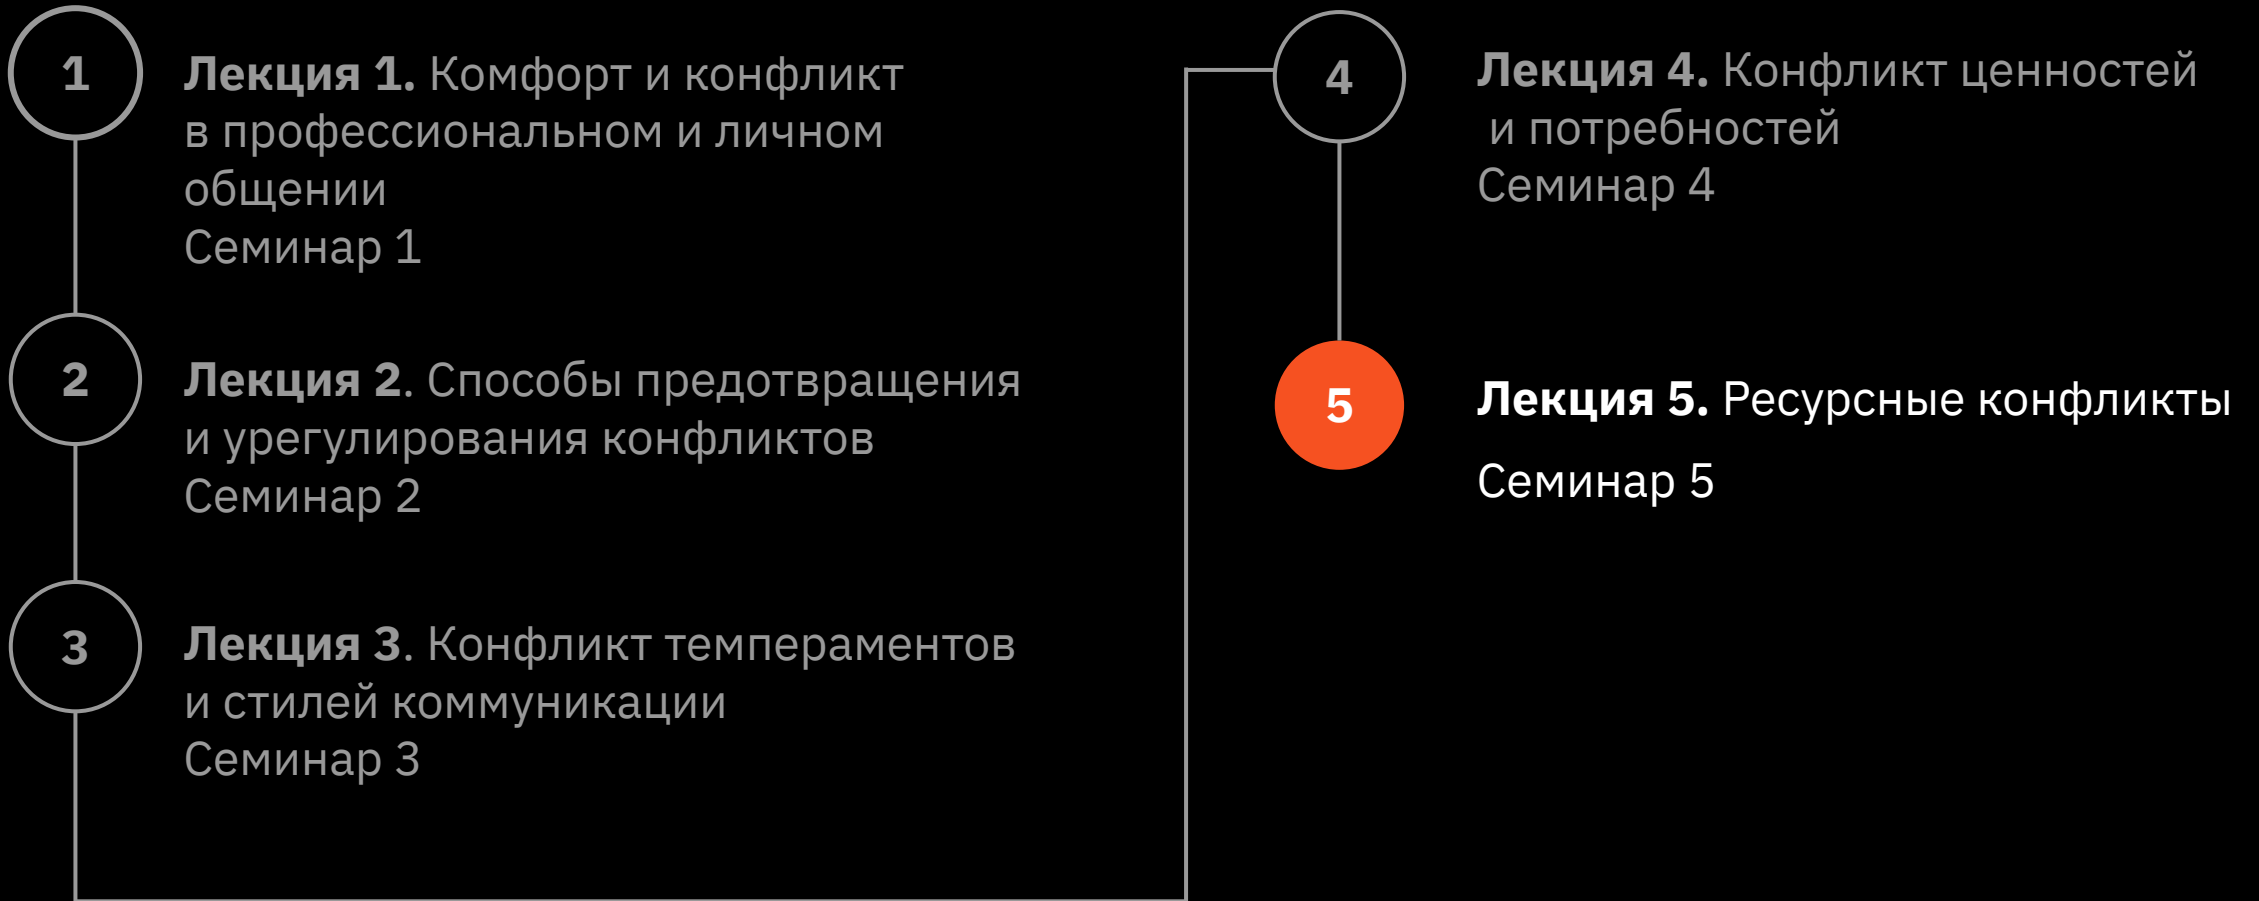 1
Лекция 1. Комфорт и конфликт
в профессиональном и личном
общении
Семинар 1
2
Лекция 2. Способы предотвращения
и урегулирования конфликтов
Семинар 2
3
Лекция 3. Конфликт темпераментов
и стилей коммуникации
Семинар 3
4
Лекция 4. Конфликт ценностей
и потребностей
Семинар 4
5
Лекция 5. Ресурсные конфликты
Семинар 5